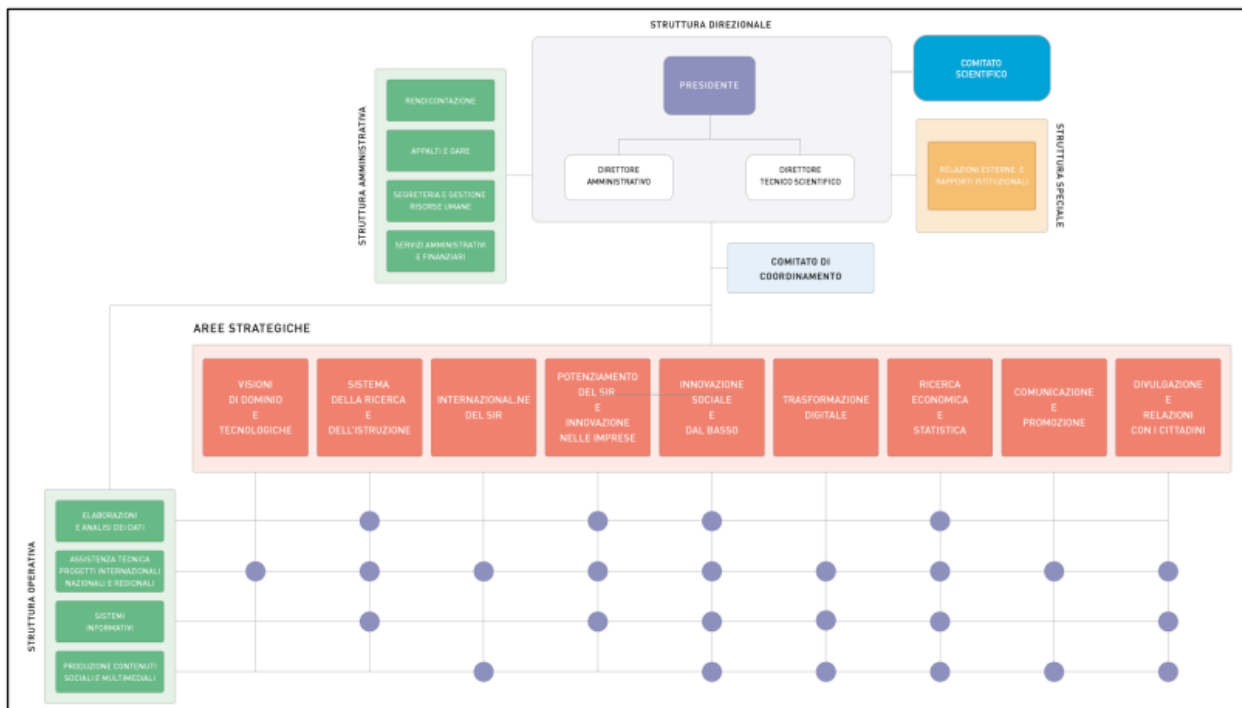 STRUTTURA DIREZIONALE
PRESIDENTE
DIRETTORE
AMMINISTRATIVO
DIRETTORE
TECNICO SCIENTIFICO
COMITATO
SCIENTIFICO
STRUTTURA AMMINISTRATIVA
RENDICONTAZIONE
APPALTI E GARE
SEGRETERIA E GESTIONE
RISORSE UMANE
SERVIZI AMMINISTRATIVI
E FINANZIARI
STRUTTURA SPECIALE
RELAZIONI ESTERNE E
RAPPORTI ISTITUZIONALI
COMITATO DI
COORDINAMENTO
AREE STRATEGICHE
VISIONI
DI DOMINIO
E
TECNOLOGICHE
SISTEMA
DELLA RICERCA
E
DELL'ISTRUZIONE
INTERNAZIONAL.NE
DEL SIR
POTENZIAMENTO
DEL SIR
E
INNOVAZIONE
NELLE IMPRESE
INNOVAZIONE
SOCIALE
E
DAL BASSO
TRASFORMAZIONE
DIGITALE
RICERCA
ECONOMICA
E
STATISTICA
COMUNICAZIONE
E
PROMOZIONE
DIVULGAZIONE
E
RELAZIONI
CON I CITTADINI
STRUTTURA OPERATIVA
ELABORAZIONI
E ANALISI DEI DATI
ASSISTENZA TECNICA
PROGETTI INTERNAZIONALI
NAZIONALI E REGIONALI
SISTEMI
INFORMATIVI
PRODUZIONE CONTENUTI
SOCIALI E MULTIMEDIALI